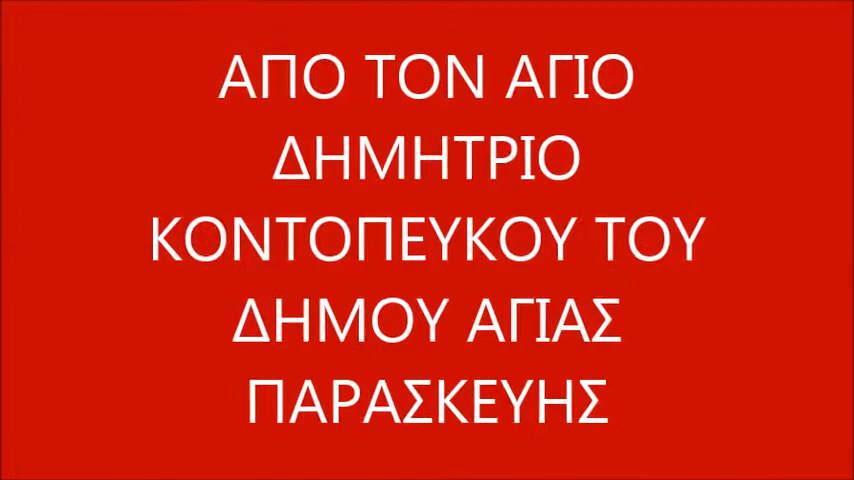 ΑΠΟ ΤΟΝ ΑΓΙΟ
ΔΗΜΗΤΡΙΟ
ΚΟΝΤΟΠΕΥΚΟΥ ΤΟΥ
ΔΗΜΟΥ ΑΓΙΑΣ
ΠΑΡΑΣΚΕΥΗΣ